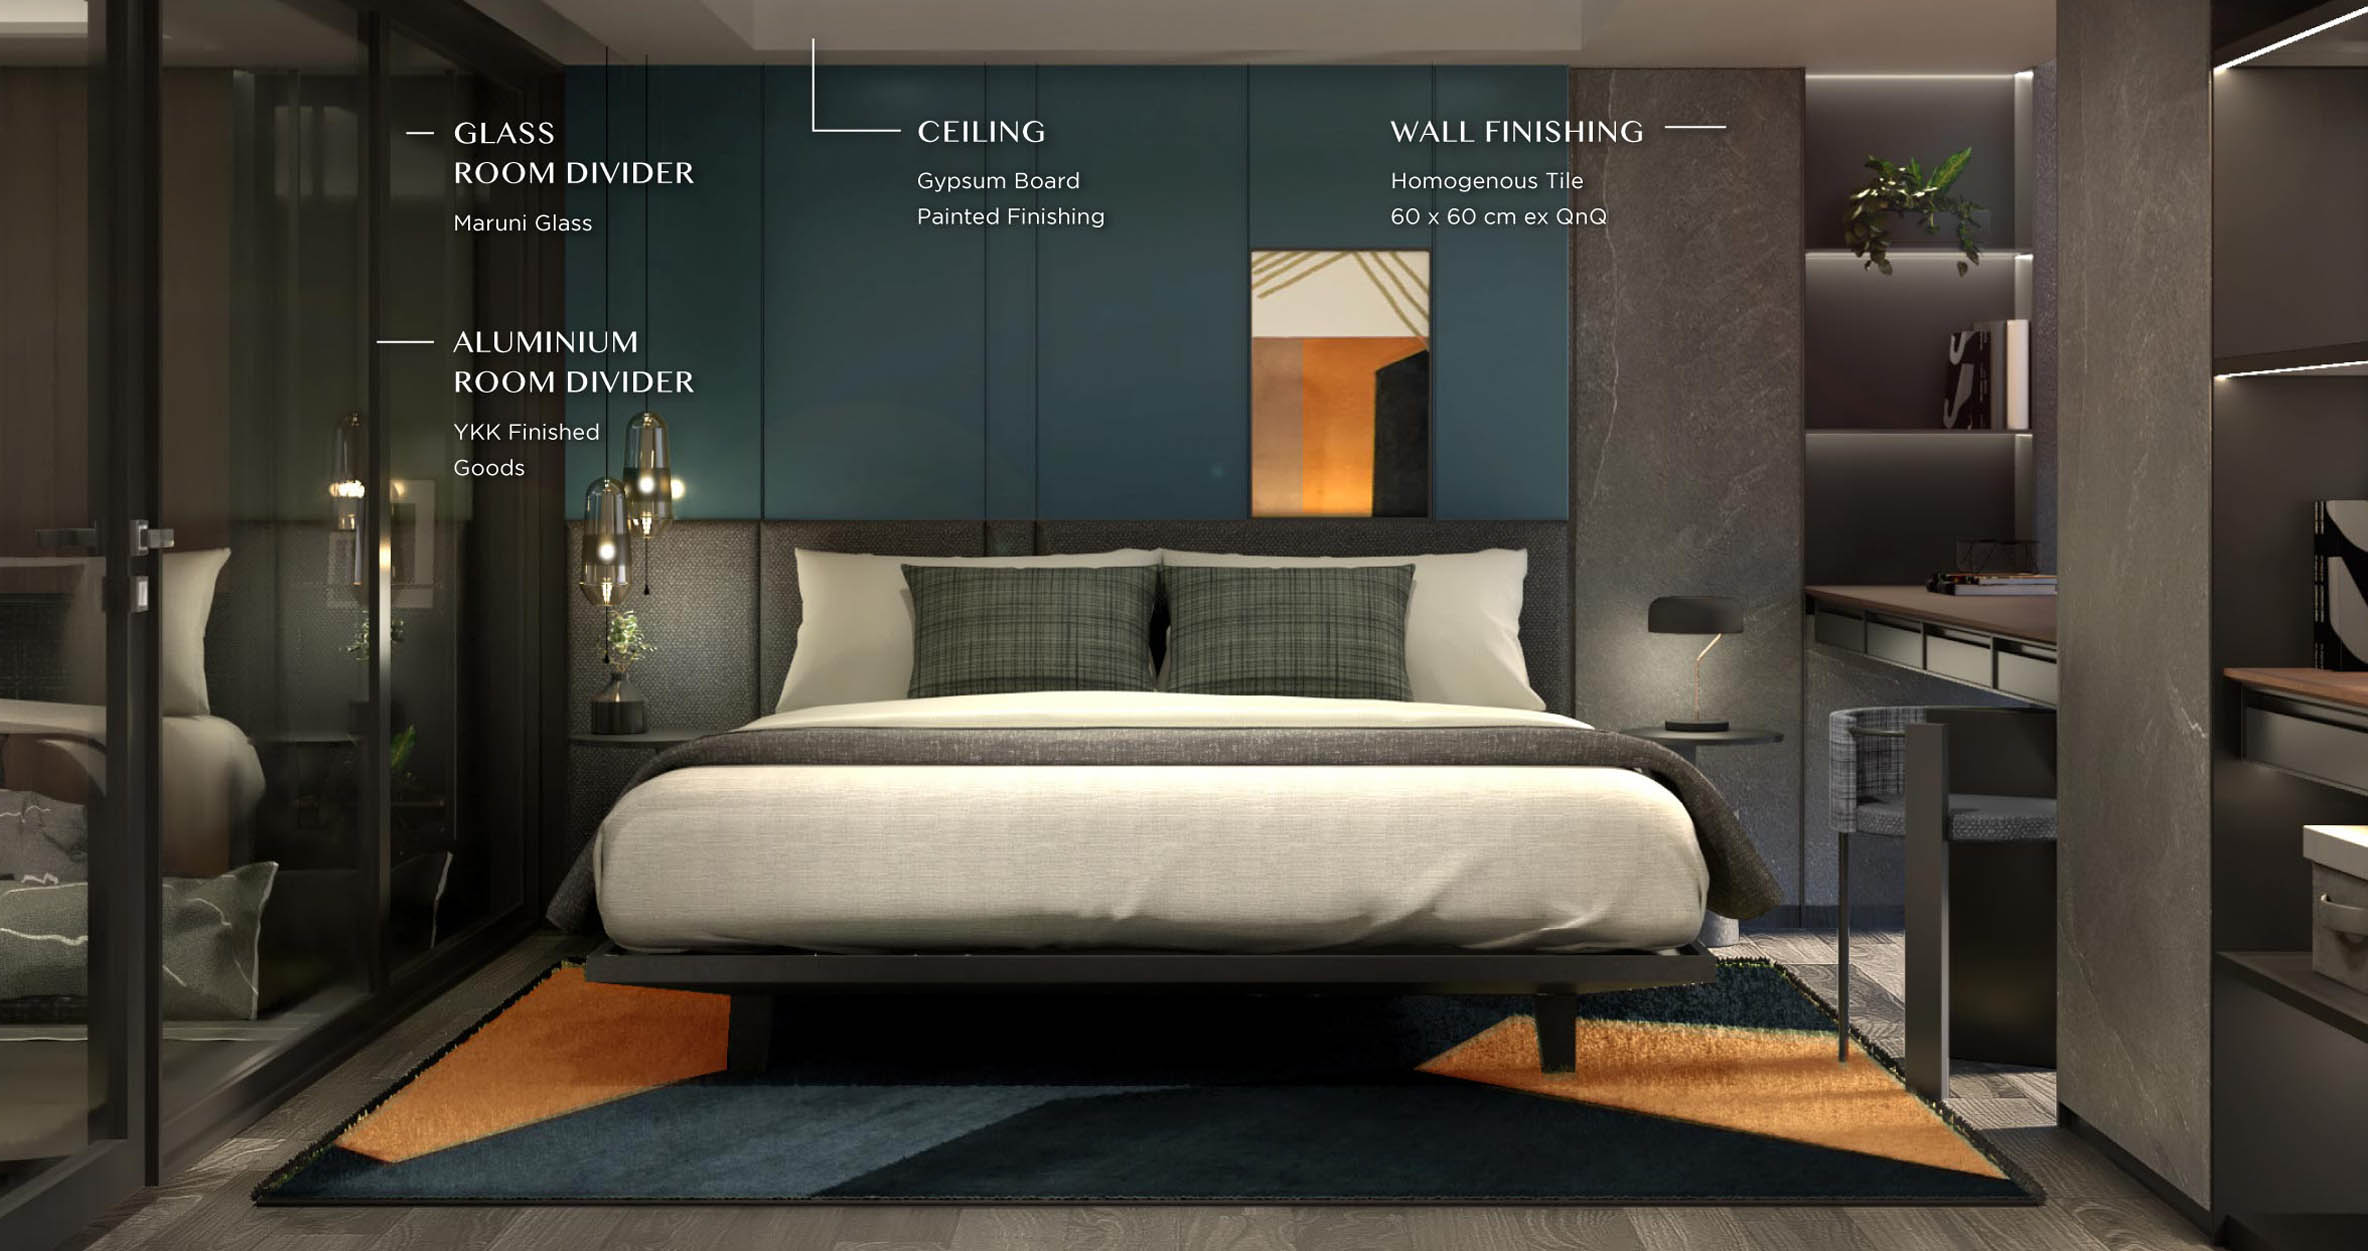 GLASS
ROOM DIVIDER
Maruni Glass
ALUMINIUM
ROOM DIVIDER
YKK Finished
Goods
CEILING
Gypsum Board
Painted Finishing
WALL FINISHING
Homogenous Tile
60 x 60 cm ex QnQ